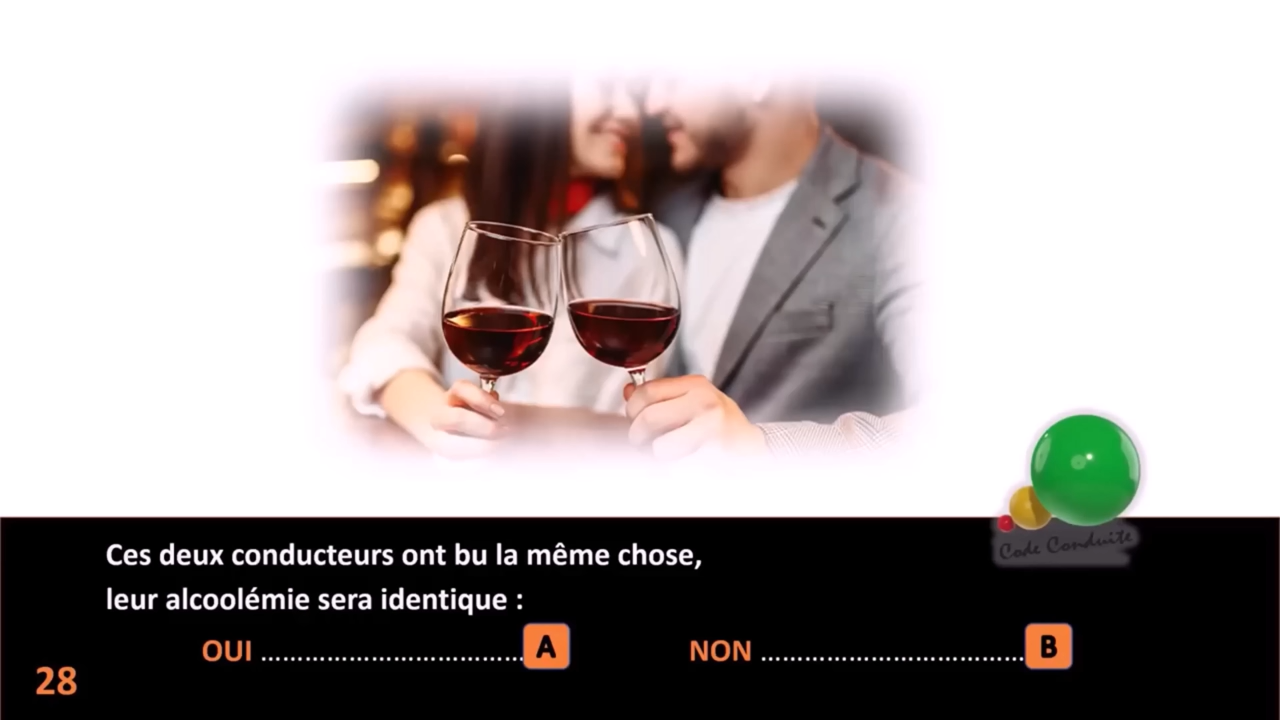 Code Conduite
Ces deux conducteurs ont bu la même chose,
leur alcoolémie sera identique :
OUI ....................................... A NON ....................................... B
28